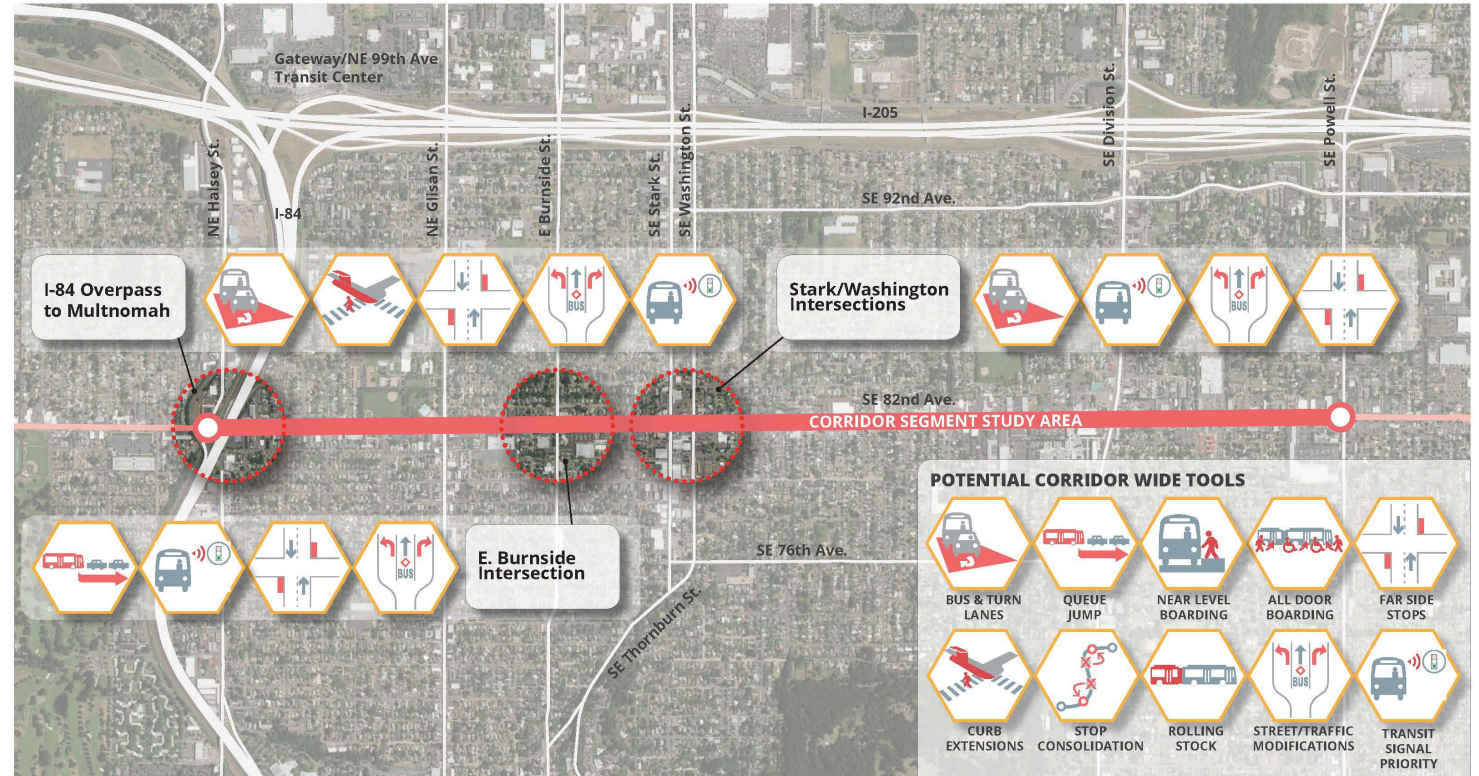 Gateway/NE 99th Ave
Transit Center
I-205
NE Halsey St.
I-84
NE Glisan St.
E Burnside St.
SE Stark St.
SE Washington St.
SE Division St.
SE Powell St.
SE 92nd Ave.
I-84 Overpass
to Multnomah
BUS
Stark/Washington
Intersections
BUS
SE 82nd Ave.
CORRIDOR SEGMENT STUDY AREA
BUS
E. Burnside
Intersection
SE 76th Ave.
SE Thornburn St.
POTENTIAL CORRIDOR WIDE TOOLS
BUS & TURN
LANES
QUEUE
JUMP
NEAR LEVEL
BOARDING
ALL DOOR
BOARDING
FAR SIDE
STOPS
CURB
EXTENSIONS
STOP
CONSOLIDATION
ROLLING
STOCK
BUS
STREET/TRAFFIC
MODIFICATIONS
TRANSIT
SIGNAL
PRIORITY